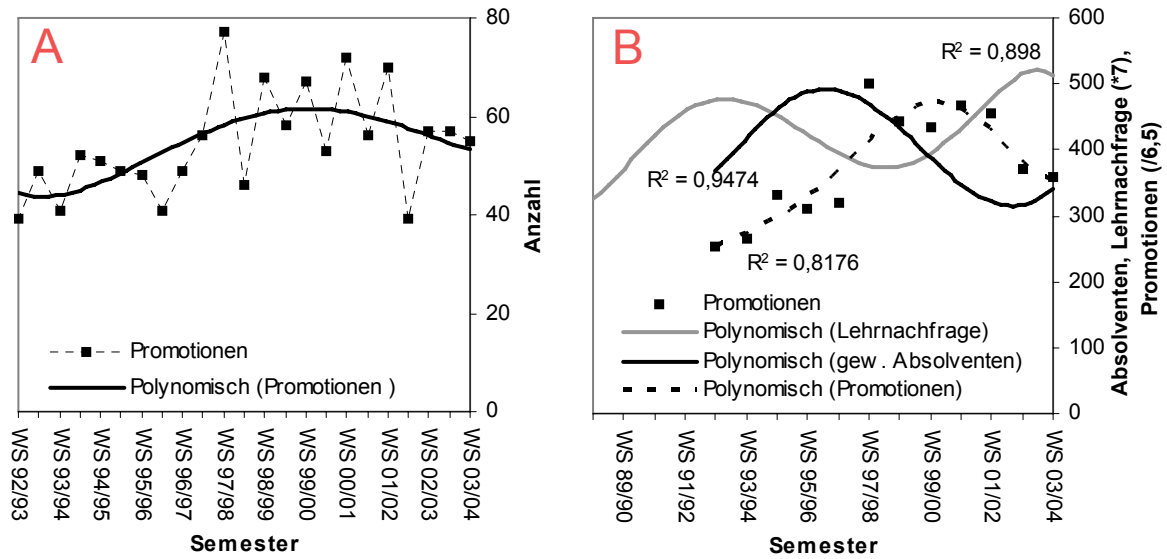 A
80
60
40
20
0
Anzahl
Promotionen
Polynomisch (Promotionen )
WS 92/93
WS 93/94
WS 94/95
WS 95/96
WS 96/97
WS 97/98
WS 98/99
WS 99/00
WS 00/01
WS 01/02
WS 02/03
WS 03/04
Semester
B
R² = 0,898
R² = 0,9474
R² = 0,8176
600
500
400
300
200
100
0
Absolventen, Lehrnachfrage (*7),
Promotionen (/6,5)
Promotionen
Polynomisch (Lehrnachfrage)
Polynomisch (gew . Absolventen)
Polynomisch (Promotionen)
WS 89/90
WS 91/92
WS 93/94
WS 95/96
WS 97/98
WS 99/00
WS 01/02
WS 03/04
Semester